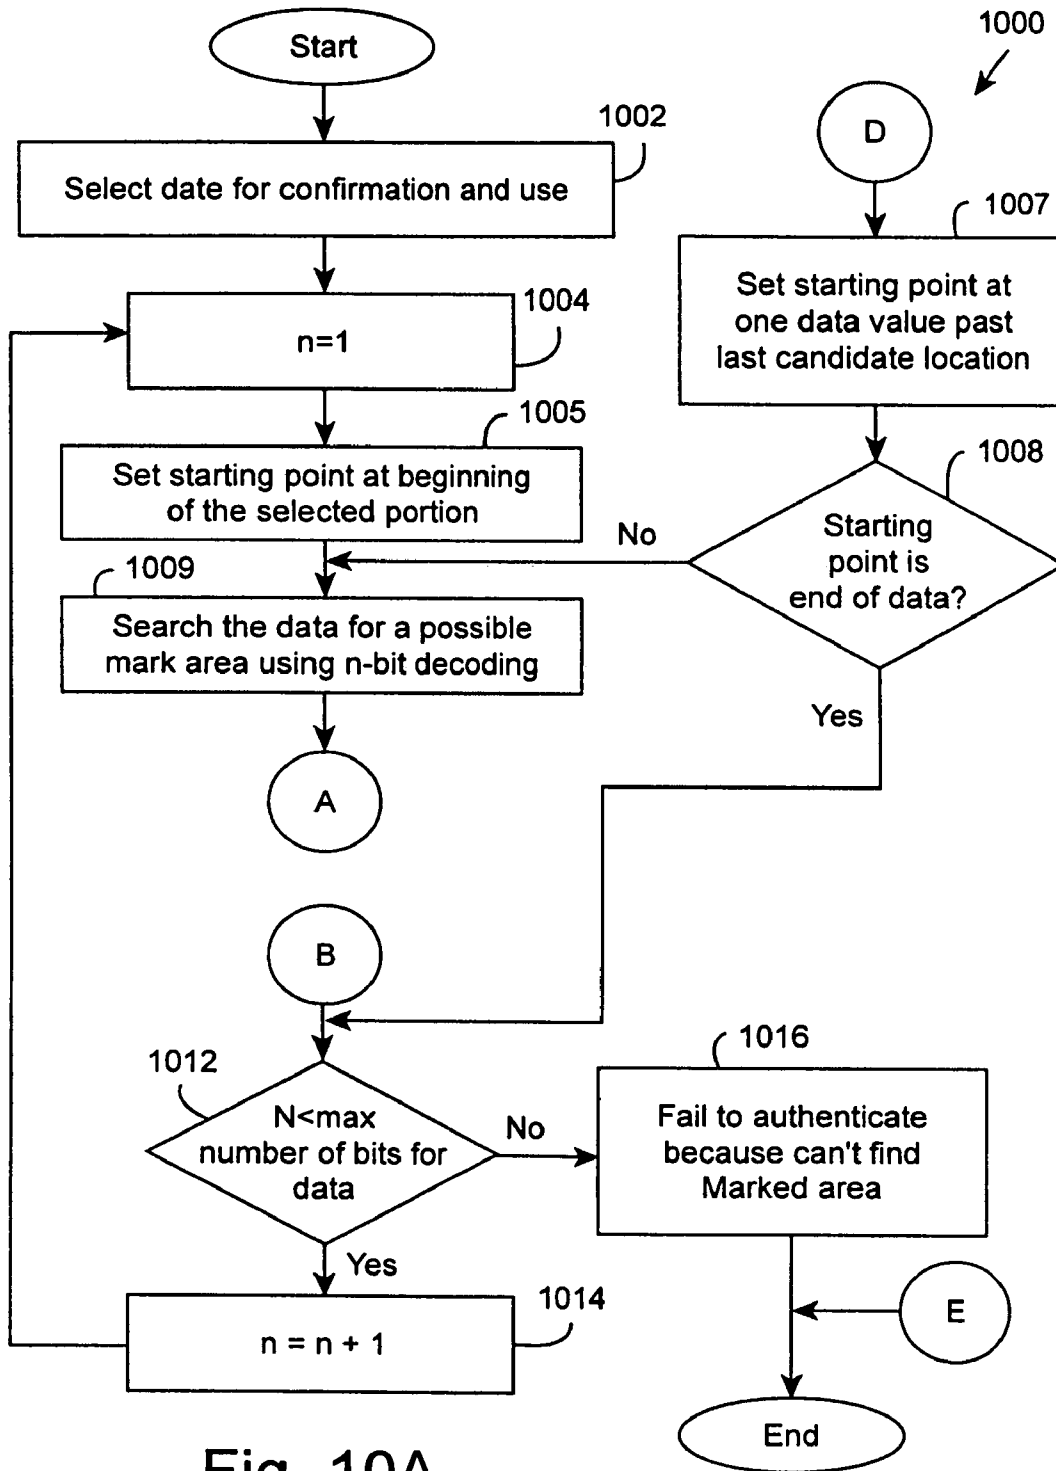 1000
Start
D
1002
Select date for confirmation and use
1007
Set starting point at
one data value past
last candidate location
1004
n=1
1005
Set starting point at beginning
of the selected portion
1008
Starting
point is
end of data?
No
Yes
1009
Search the data for a possible
mark area using n-bit decoding
A
B
1012
N<max
number of bits for
data
No
Yes
1016
Fail to authenticate
because can't find
Marked area
1014
n = n + 1
E
End
Fig. 10A